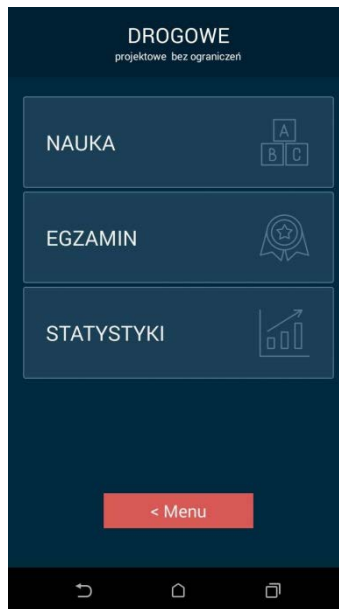 DROGOWE
projektowe bez ograniczeń
NAUKA
A
B C
EGZAMIN
STATYSTYKI
< Menu